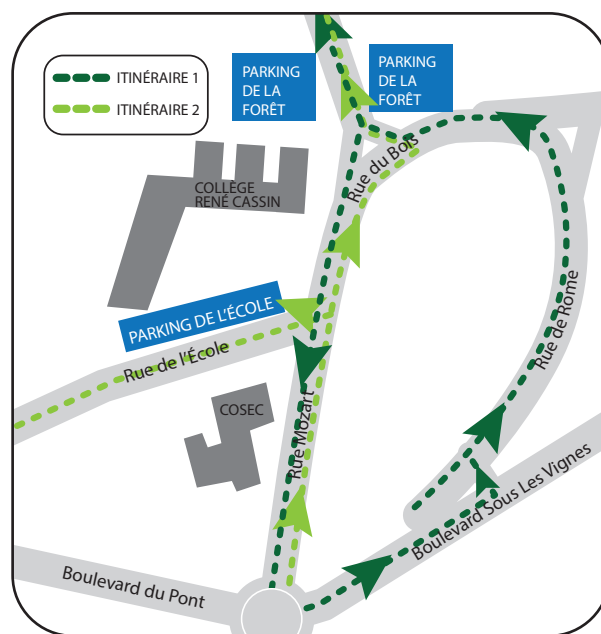 ITINÉRAIRE 1
ITINÉRAIRE 2
PARKING
DE LA
FORÊT
PARKING
DE LA
FORÊT
COLLÈGE
RENÉ CASSIN
Rue du Bois
PARKING DE L'ÉCOLE
Rue de l'École
Rue de Rome
COSEC
Rue Mozart
Boulevard Sous Les Vignes
Boulevard du Pont